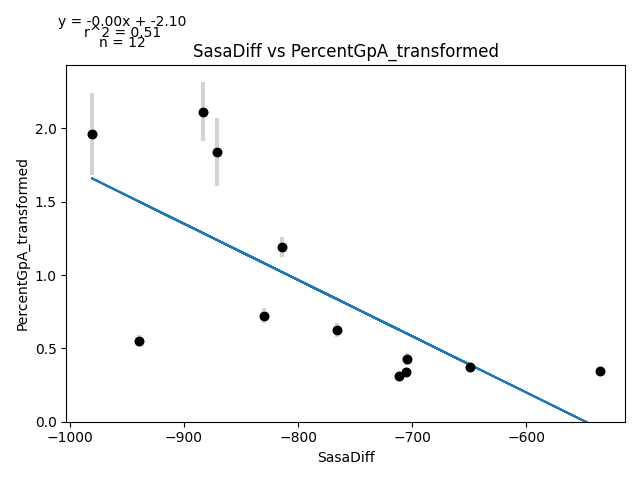 y = -0.00x + -2.10
r^2 = 0.51
n = 12
SasaDiff vs PercentGpA_transformed
PercentGpA_transformed
2.0
1.5
1.0
0.5
0.0
−1000 −900 −800 −700 −600
SasaDiff